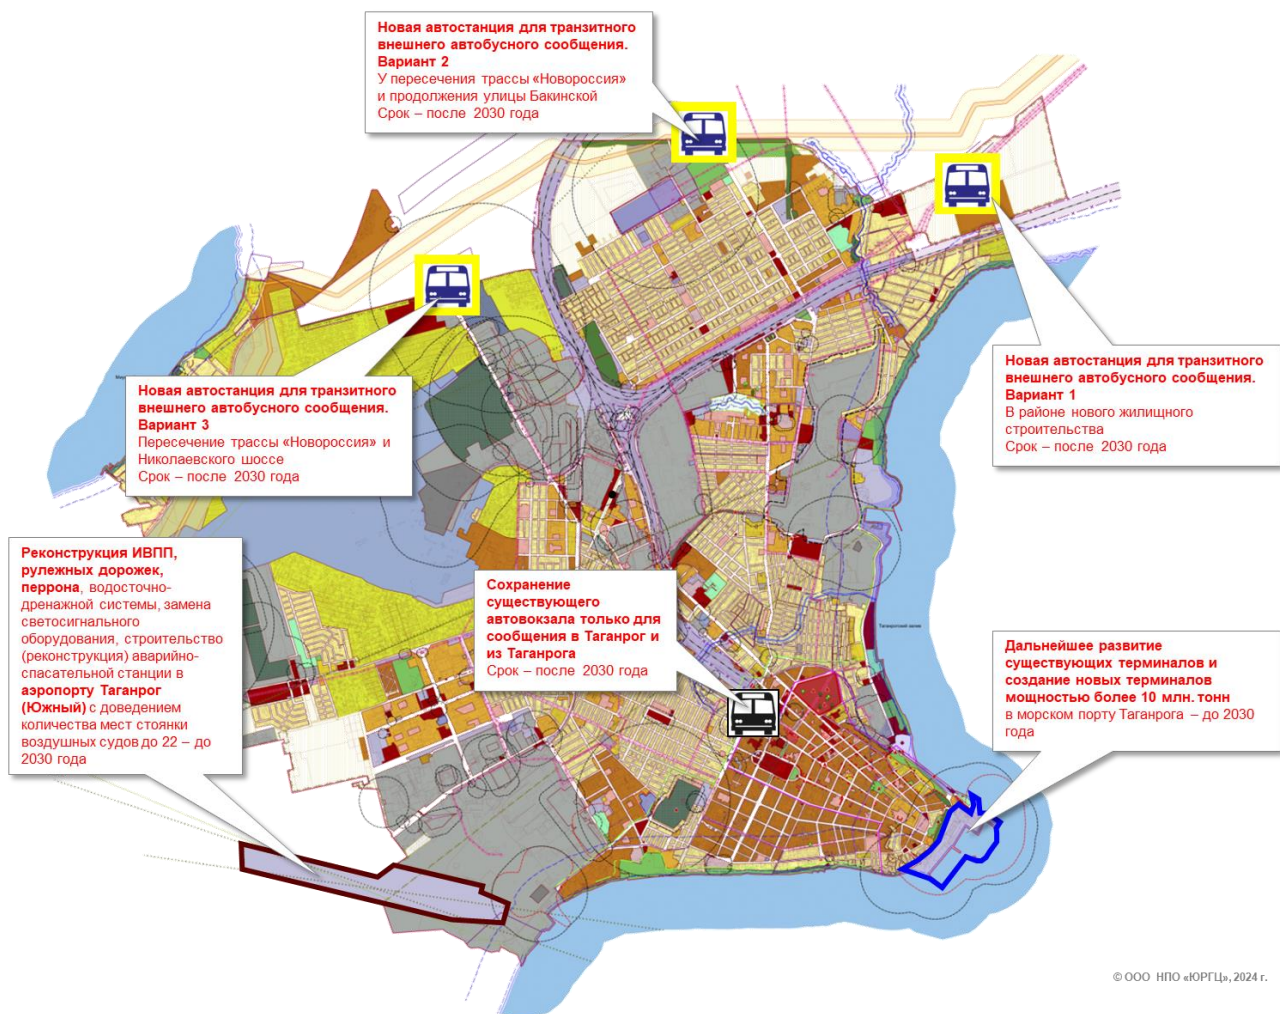 Новая автостанция для транзитного
внешнего автобусного сообщения.
Вариант 2
У пересечения трассы «Новороссия»
и продолжения улицы Бакинской
Срок – после 2030 года
Новая автостанция для транзитного
внешнего автобусного сообщения.
Вариант 1
В районе нового жилищного
строительства
Срок – после 2030 года
Новая автостанция для транзитного
внешнего автобусного сообщения.
Вариант 3
Пересечение трассы «Новороссия» и
Николаевского шоссе
Срок – после 2030 года
Реконструкция ИВПП,
рулежных дорожек,
перрона, водосточно-
дренажной системы, замена
светосигнального
оборудования, строительство
(реконструкция) аварийно-
спасательной станции в
аэропорту Таганрог
(Южный) с доведением
количества мест стоянки
воздушных судов до 22 – до
2030 года
Сохранение
существующего
автовокзала только для
сообщения в Таганрог и
из Таганрога
Срок – после 2030 года
Таганрогский залив
Дальнейшее развитие
существующих терминалов и
создание новых терминалов
мощностью более 10 млн. тонн
в морском порту Таганрога – до 2030
года
© ООО НПО «ЮРГЦ», 2024 г.